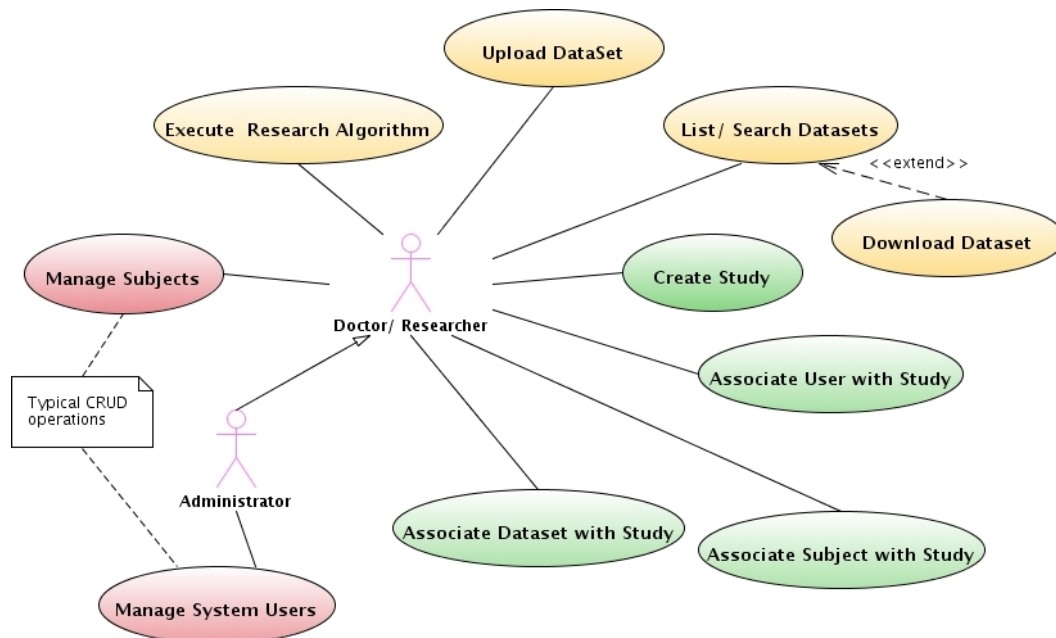 Upload DataSet
Execute Research Algorithm
List/ Search Datasets
<<extend>>
Download Dataset
Manage Subjects
Create Study
Doctor/ Researcher
Associate User with Study
Typical CRUD
operations
Administrator
Associate Dataset with Study
Associate Subject with Study
Manage System Users